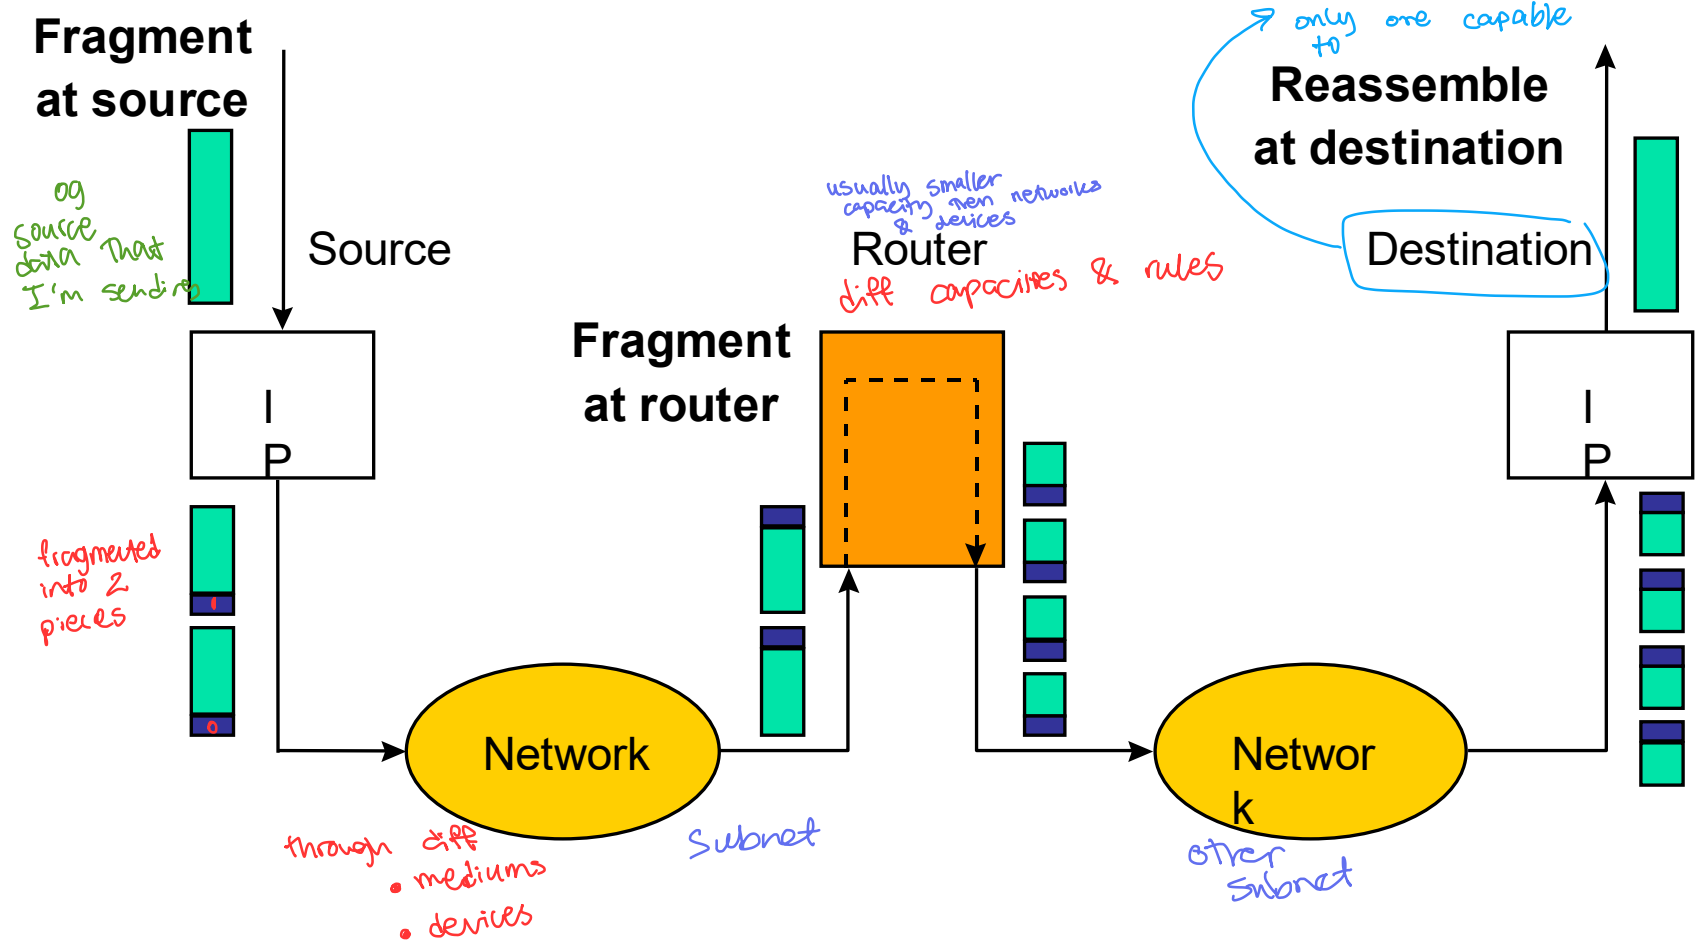 Fragment
at source
og
source
data that
I'm sending
Source
I
P
fragmented
into 2
pieces
1
0
Network
through diff
• mediums
• devices
Subnet
Fragment
at router
usually smaller
capacity then networks
& devices
Router
diff capacities & rules
Network
other
subnet
only one capable
to
Reassemble
at destination
Destination
I
P